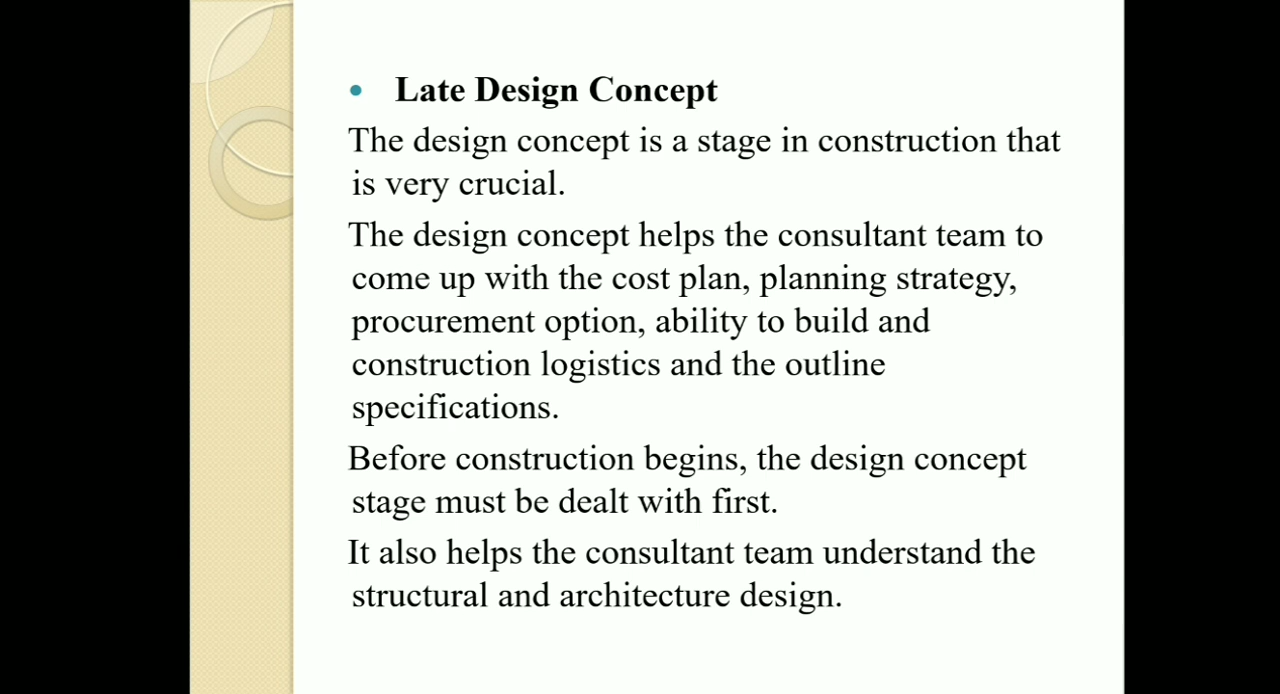 • Late Design Concept
The design concept is a stage in construction that
is very crucial.
The design concept helps the consultant team to
come up with the cost plan, planning strategy,
procurement option, ability to build and
construction logistics and the outline
specifications.
Before construction begins, the design concept
stage must be dealt with first.
It also helps the consultant team understand the
structural and architecture design.